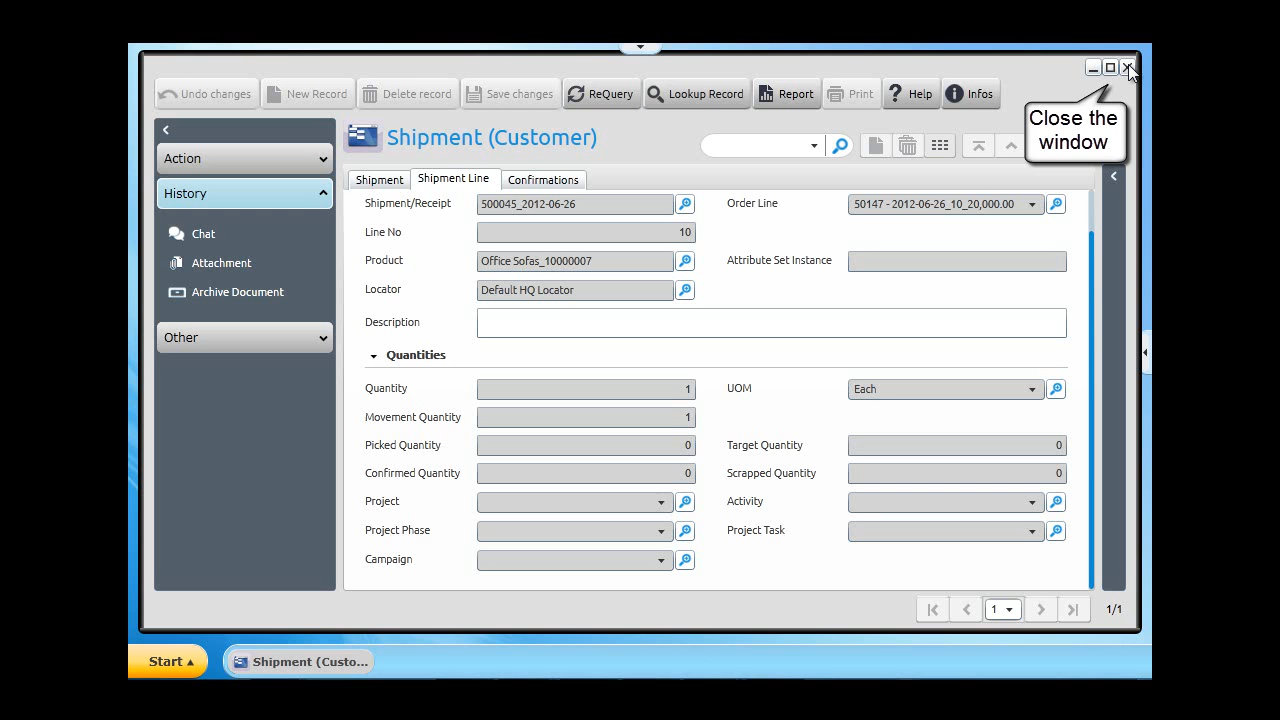 Undo changes
New Record
Delete record
Save changes
ReQuery
Lookup Record
Report
Print
Help
Infos
Close the
window
Action
History
Chat
Attachment
Archive Document
Other
Shipment (Customer)
Shipment
Shipment Line
Confirmations
Shipment/Receipt 500045_2012-06-26
Order Line 50147 - 2012-06-26_10_20,000.00
Line No 10
Product Office Sofas_10000007
Attribute Set Instance
Locator Default HQ Locator
Description
Quantities
Quantity 1
UOM Each
Movement Quantity 1
Picked Quantity 0
Target Quantity 0
Confirmed Quantity 0
Scrapped Quantity 0
Project
Activity
Project Phase
Project Task
Campaign
1
1/1
Start
Shipment (Custo...